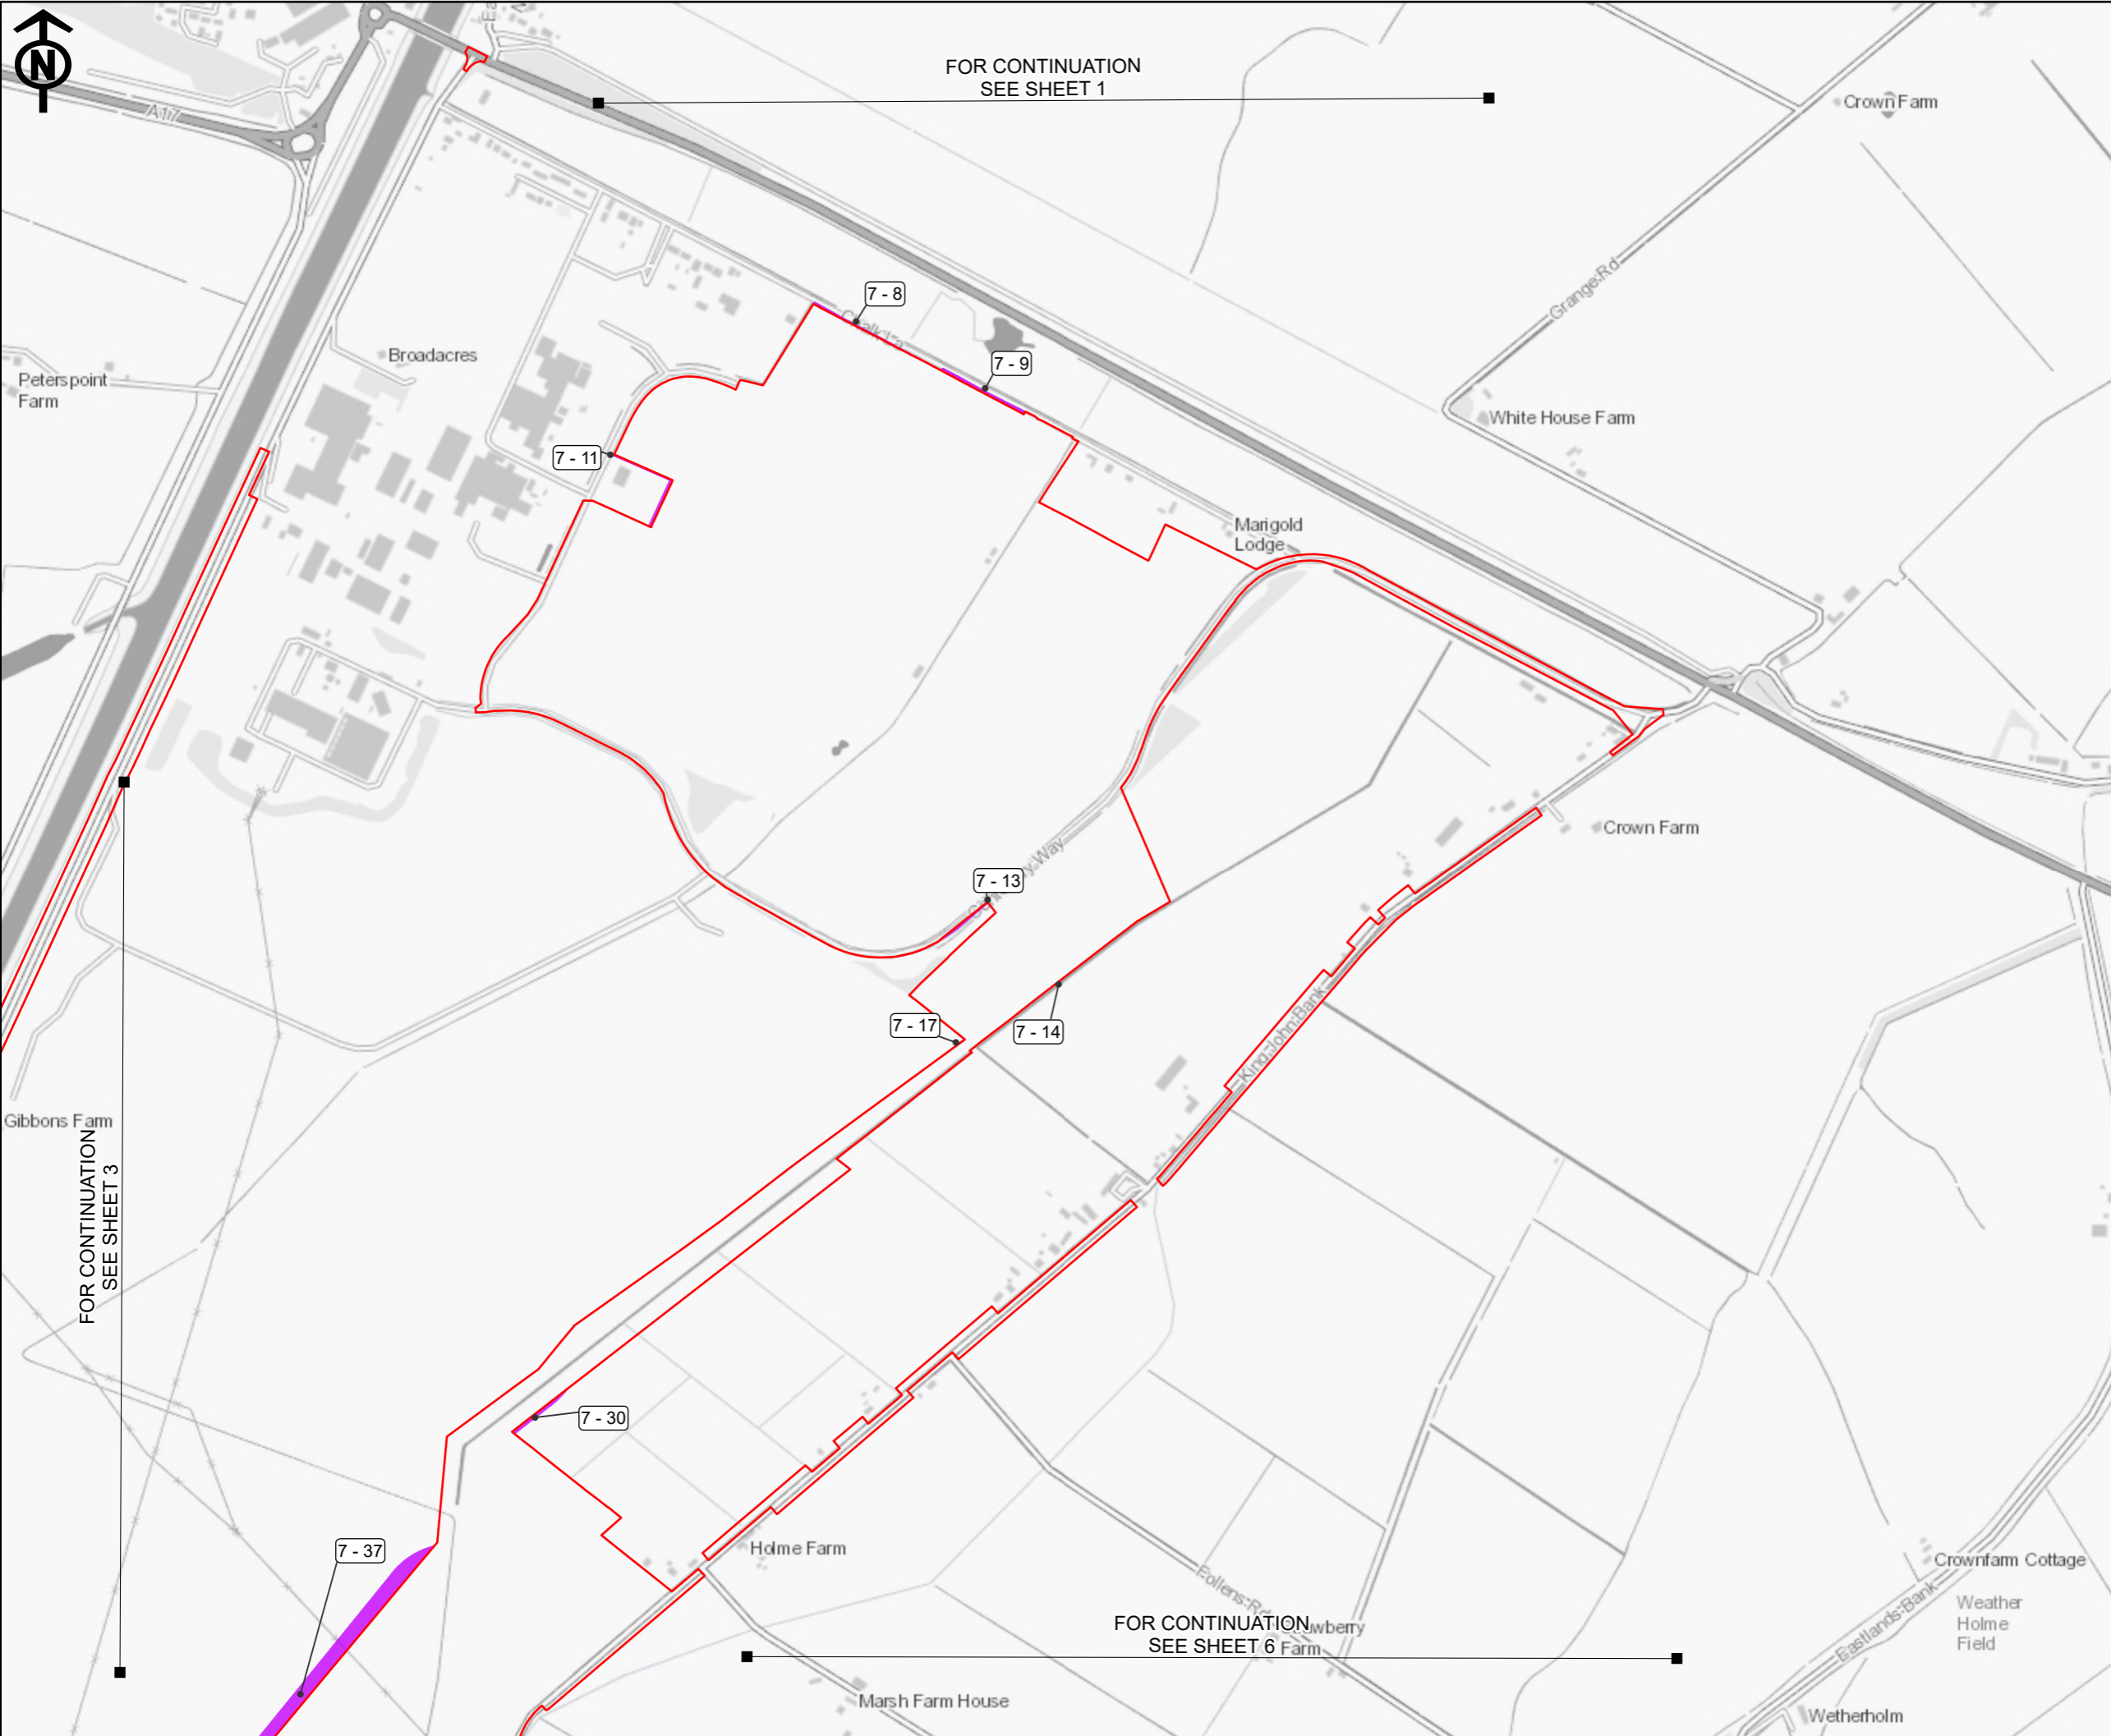 N
FOR CONTINUATION
SEE SHEET 1
A17
Crown Farm
Grange Rd
7 - 8
7 - 9
Broadacres
Peterspoint
Farm
White House Farm
7 - 11
Marigold
Lodge
Crown Farm
7 - 13
Way
7 - 17
7 - 14
King John Bank
Gibbons Farm
FOR CONTINUATION
SEE SHEET 3
7 - 30
7 - 37
Holme Farm
Crownfarm Cottage
Eastlands Bank
Weather
Holme
Field
FOR CONTINUATION
SEE SHEET 6
Farm
Marsh Farm House
Wetherholm